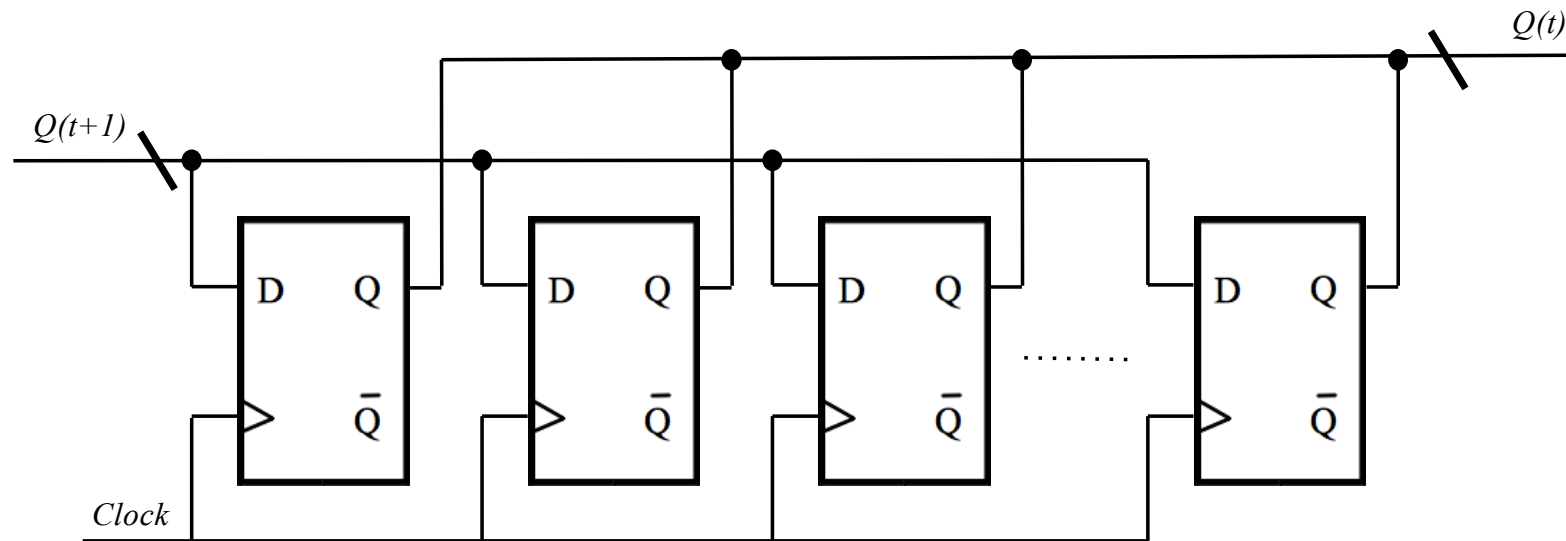 Q(t)
Q(t+1)
D Q D Q D Q D Q
........
Q̅ Q̅ Q̅ Q̅
Clock